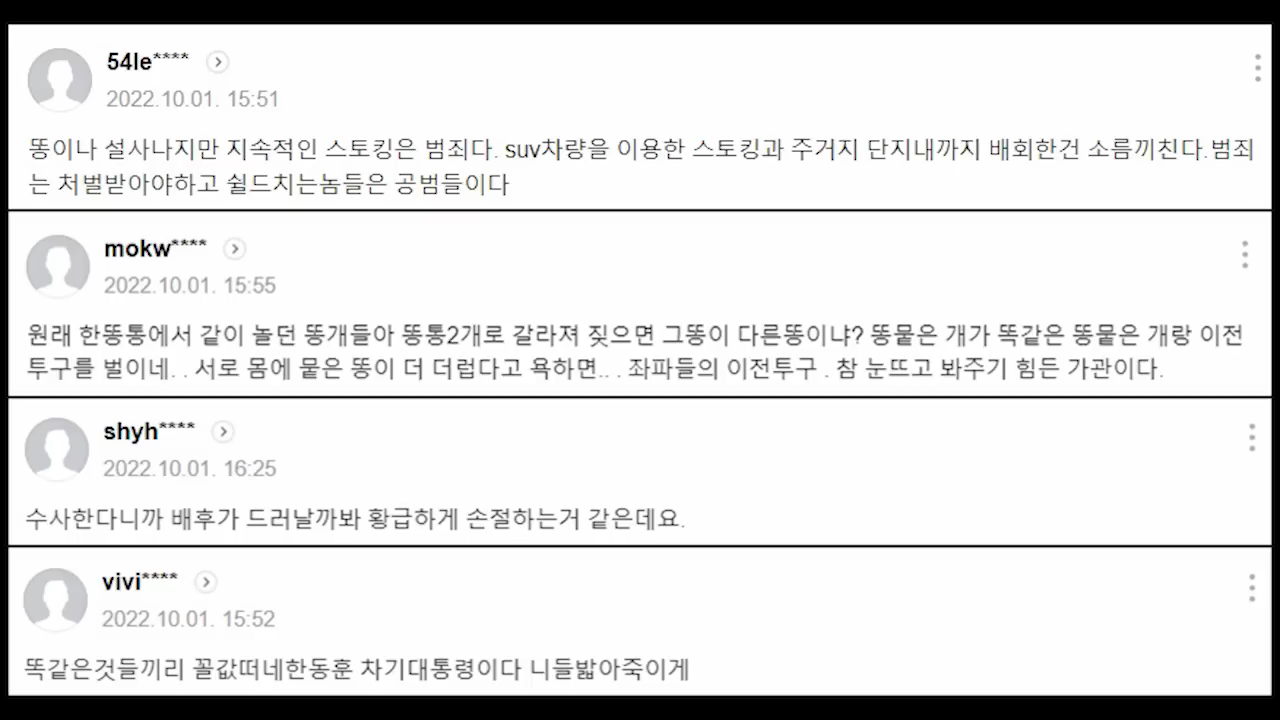 54le****
2022.10.01. 15:51
똥이나 설사나지만 지속적인 스토킹은 범죄다. suv차량을 이용한 스토킹과 주거지 단지내까지 배회한건 소름끼친다.범죄
는 처벌받아야하고 쉴드치는놈들은 공범들이다
mokw****
2022.10.01. 15:55
원래 한똥통에서 같이 놀던 똥개들아 똥통2개로 갈라져 짖으면 그똥이 다른똥이냐? 똥뭍은 개가 똑같은 똥뭍은 개랑 이전
투구를 벌이네. . 서로 몸에 뭍은 똥이 더 더럽다고 욕하면.. . 좌파들의 이전투구 . 참 눈뜨고 봐주기 힘든 가관이다.
shyh****
2022.10.01. 16:25
수사한다니까 배후가 드러날까봐 황급하게 손절하는거 같은데요.
vivi****
2022.10.01. 15:52
똑같은것들끼리 꼴값떠네한동훈 차기대통령이다 니들밟아죽이게